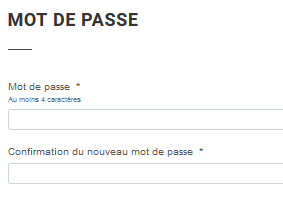 MOT DE PASSE
Mot de passe *
Au moins 4 caractères
Confirmation du nouveau mot de passe *